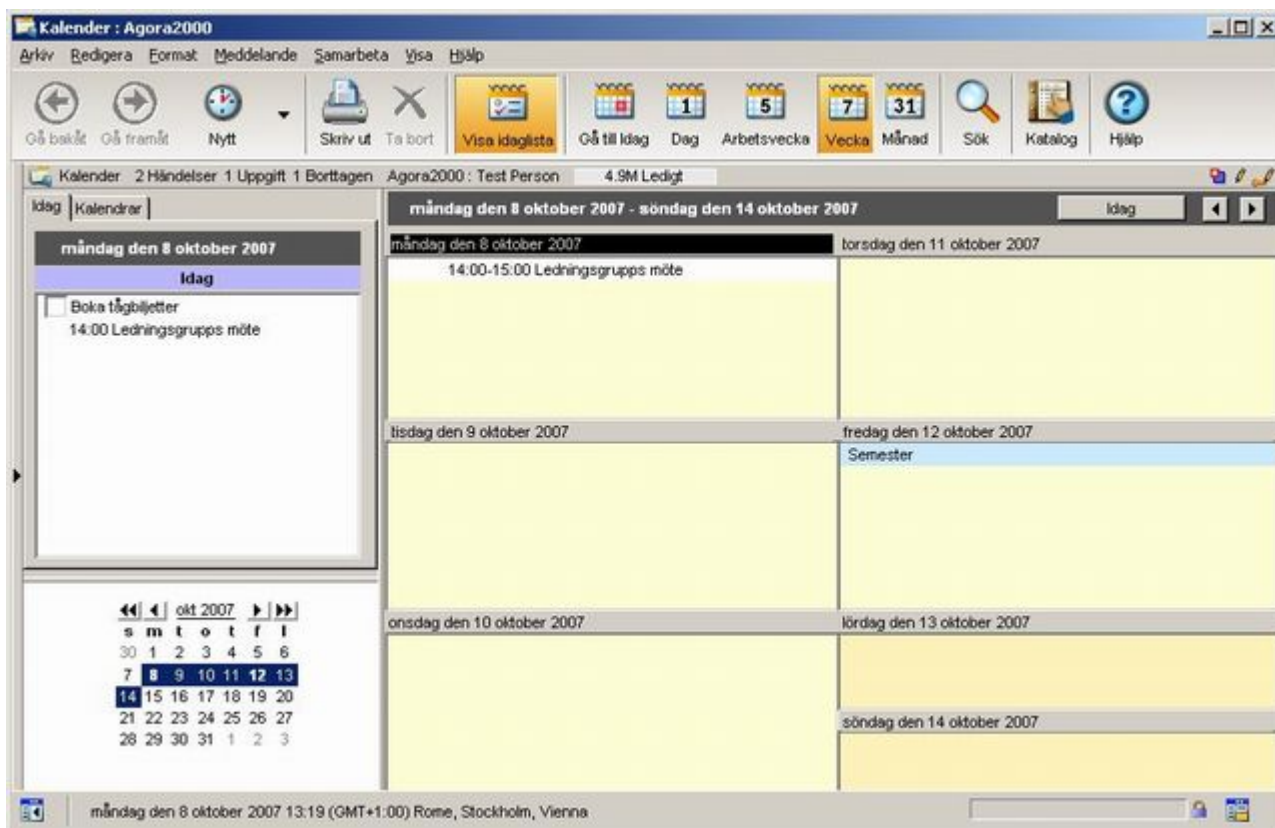 Kalender : Agora2000
Arkiv Redigera Format Meddelande Samarbeta Visa Hjälp
Gå bakåt Gå framåt Nytt Skriv ut Ta bort Visa idaglista Gå till Idag 1 Dag 5 Arbetsvecka 7 Vecka 31 Månad Sök Katalog Hjälp
Kalender 2 Händelser 1 Uppgift 1 Borttagen Agora2000 : Test Person 4.9M Ledigt
Idag Kalendrar
måndag den 8 oktober 2007 - söndag den 14 oktober 2007 Idag
måndag den 8 oktober 2007
Idag
Boka tågbiljetter
14:00 Ledningsgrupps möte
okt 2007
s m t o t f l
30 1 2 3 4 5 6
7 8 9 10 11 12 13
14 15 16 17 18 19 20
21 22 23 24 25 26 27
28 29 30 31 1 2 3
måndag den 8 oktober 2007
14:00-15:00 Ledningsgrupps möte
tisdag den 9 oktober 2007
onsdag den 10 oktober 2007
torsdag den 11 oktober 2007
fredag den 12 oktober 2007
Semester
lördag den 13 oktober 2007
söndag den 14 oktober 2007
måndag den 8 oktober 2007 13:19 (GMT+1:00) Rome, Stockholm, Vienna